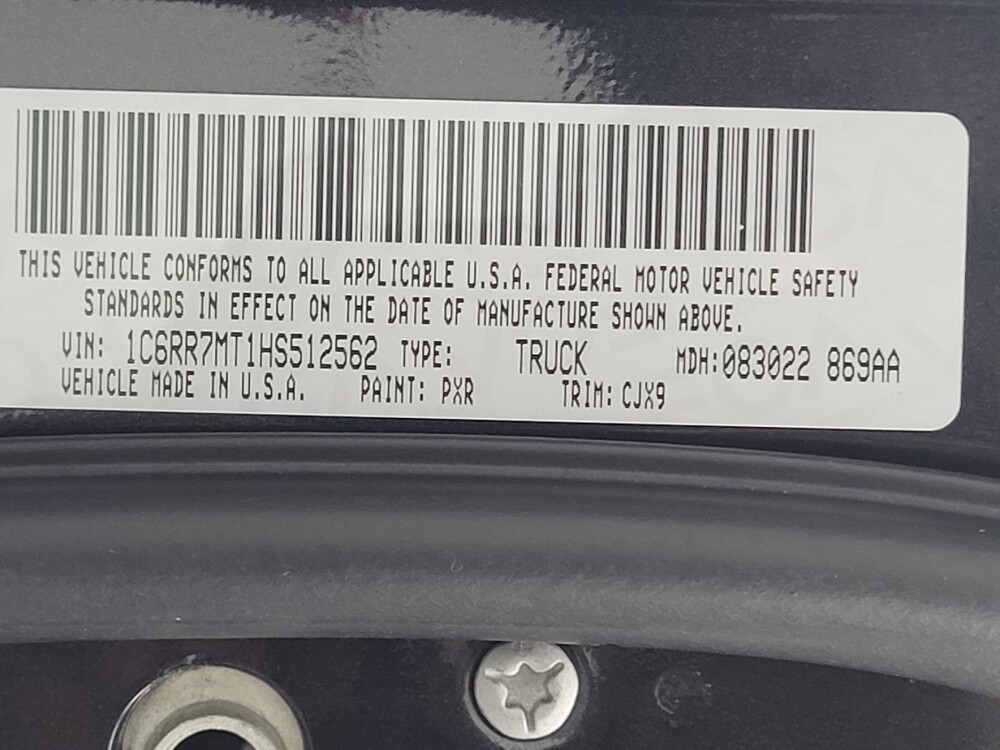 THIS VEHICLE CONFORMS TO ALL APPLICABLE U.S.A. FEDERAL MOTOR VEHICLE SAFETY
STANDARDS IN EFFECT ON THE DATE OF MANUFACTURE SHOWN ABOVE.
VIN: 1C6RR7MT1HS512562 TYPE: TRUCK MDH:083022 869AA
VEHICLE MADE IN U.S.A. PAINT: PXR TRIM: CJX9